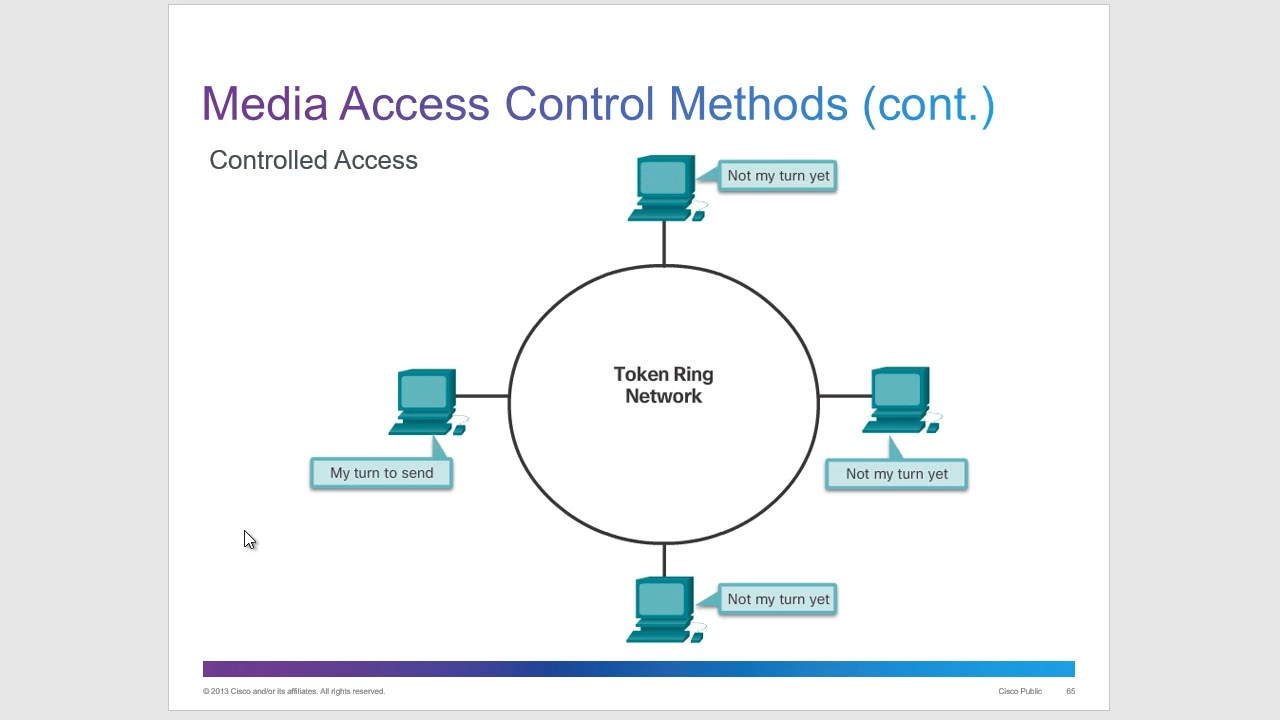 Media Access Control Methods (cont.)
Controlled Access
Not my turn yet
Token Ring
Network
My turn to send
Not my turn yet
Not my turn yet
© 2013 Cisco and/or its affiliates. All rights reserved.
Cisco Public
65